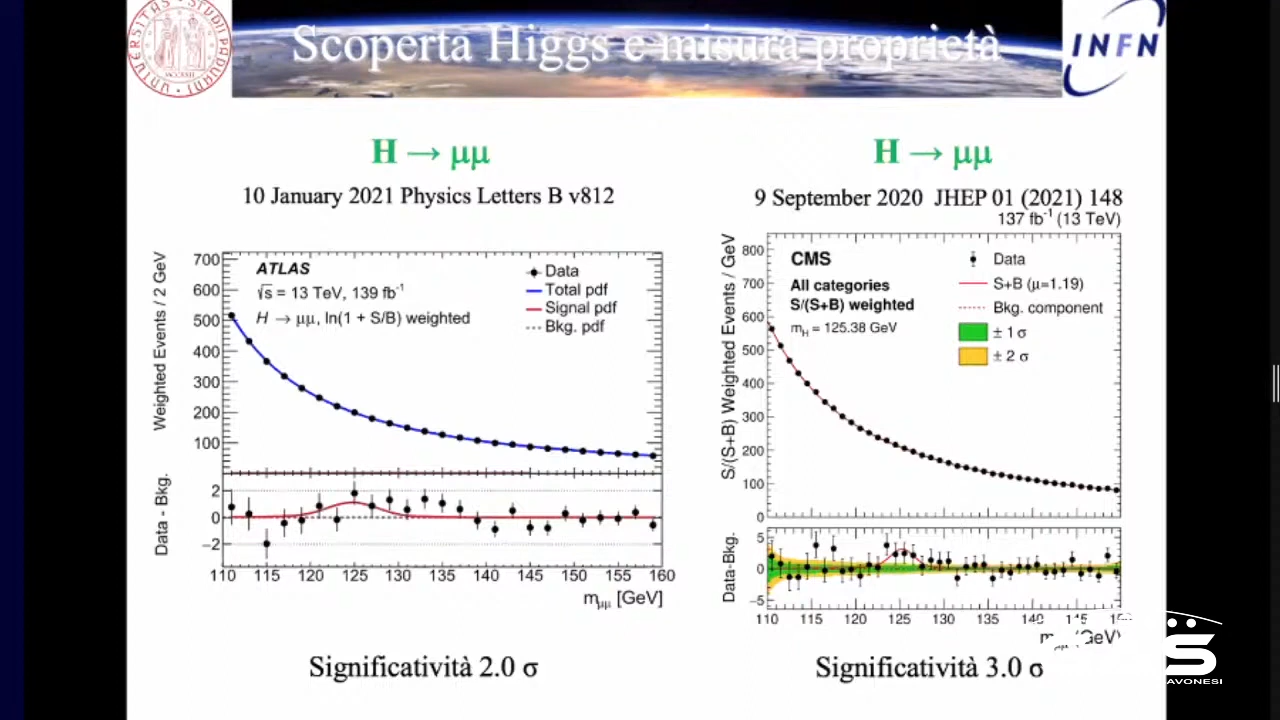 Scoperta Higgs e misura proprietà
INFN
H → μμ
10 January 2021 Physics Letters B v812
ATLAS
√s = 13 TeV, 139 fb⁻¹
H → μμ, ln(1 + S/B) weighted
Data
Total pdf
Signal pdf
Bkg. pdf
Weighted Events / 2 GeV
700
600
500
400
300
200
100
Data - Bkg.
2
0
−2
110 115 120 125 130 135 140 145 150 155 160
mμμ [GeV]
Significatività 2.0 σ
H → μμ
9 September 2020 JHEP 01 (2021) 148
137 fb⁻¹ (13 TeV)
CMS
All categories
S/(S+B) weighted
mH = 125.38 GeV
Data
S+B (μ=1.19)
Bkg. component
± 1 σ
± 2 σ
S/(S+B) Weighted Events / GeV
800
700
600
500
400
300
200
100
0
Data-Bkg.
5
0
−5
110 115 120 125 130 135
(GeV)
Significatività 3.0 σ
S
AVONESI